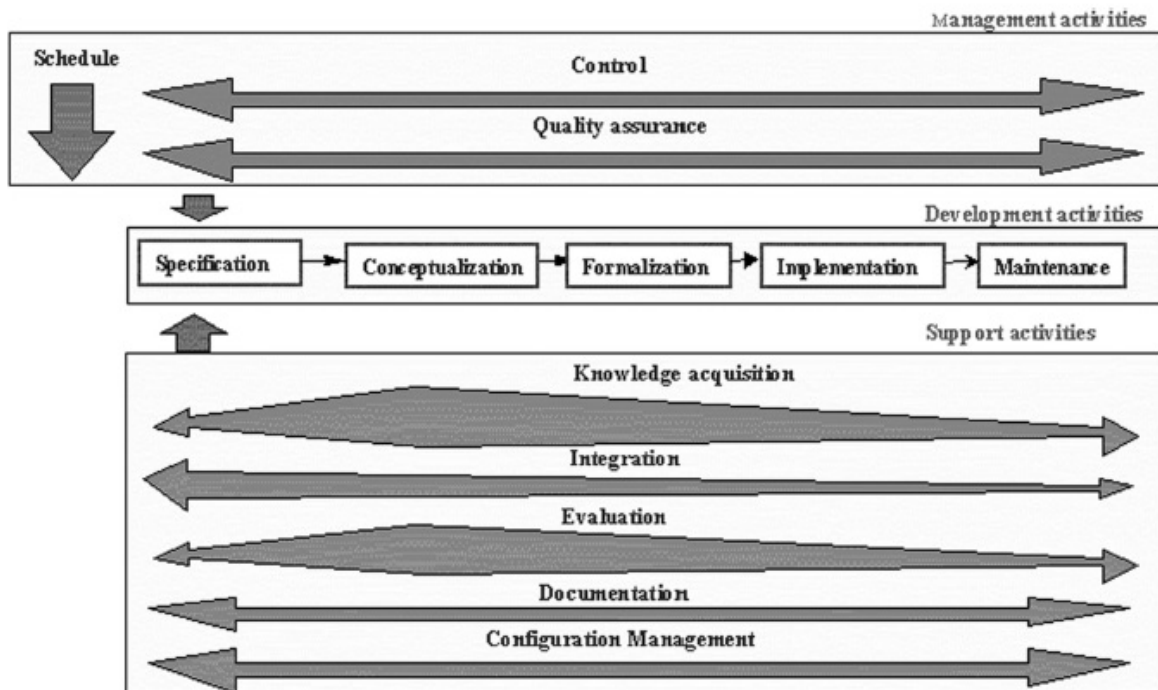 Management activities
Schedule
Control
Quality assurance
Development activities
Specification
Conceptualization
Formalization
Implementation
Maintenance
Support activities
Knowledge acquisition
Integration
Evaluation
Documentation
Configuration Management